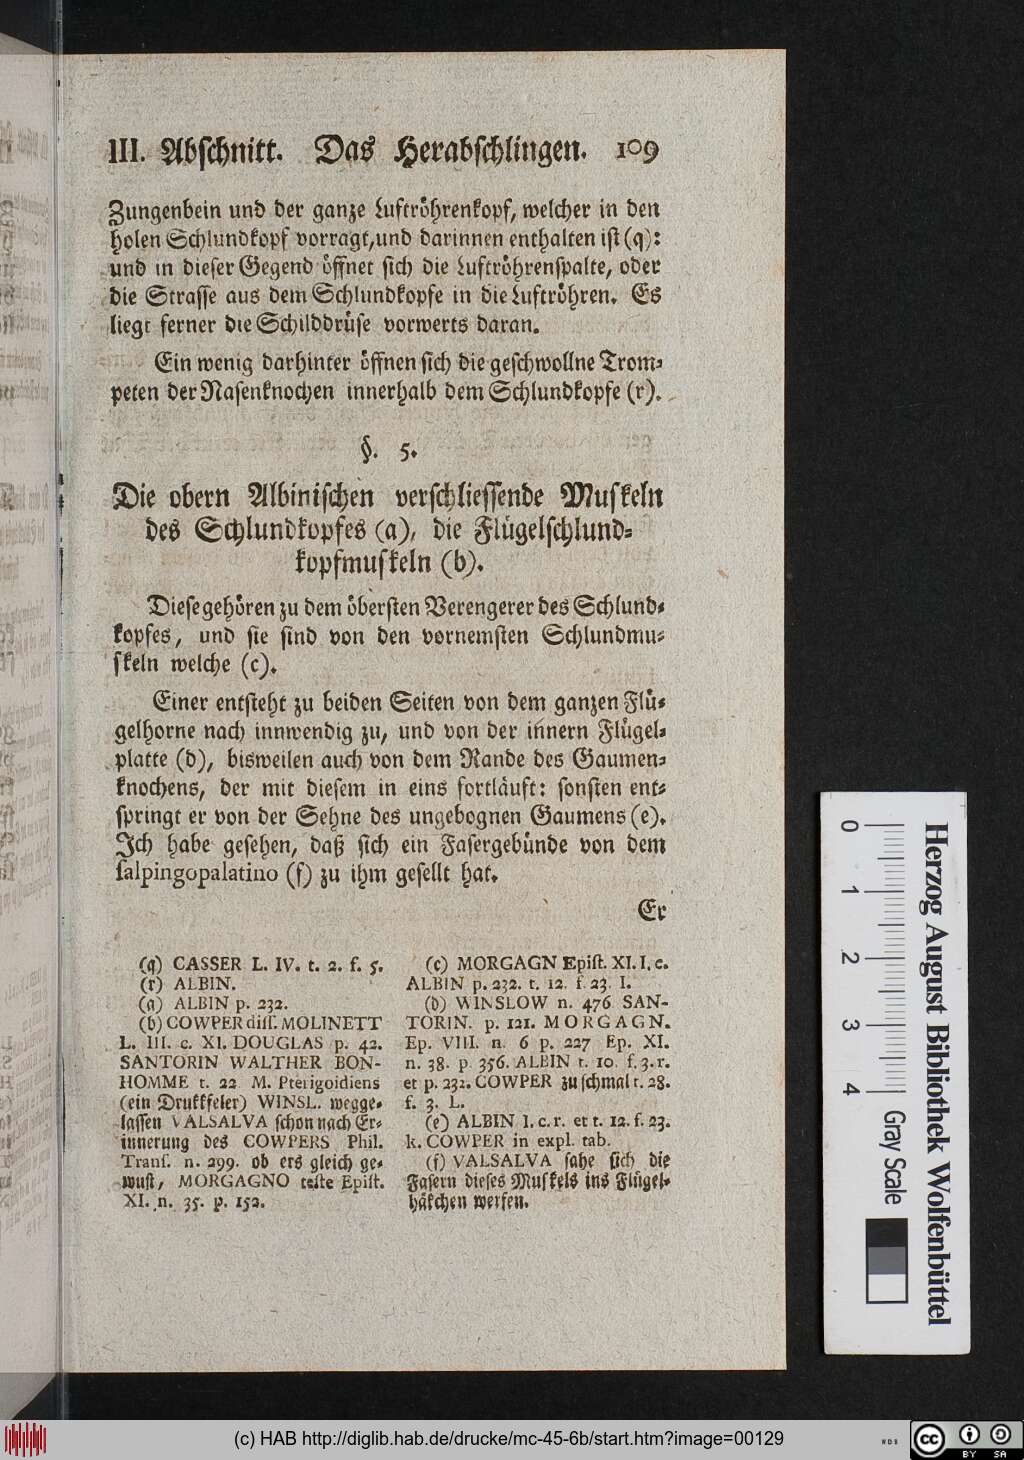 III. Abschnitt. Das Herabschlingen. 109
Zungenbein und der ganze Luftröhrenkopf, welcher in den
holen Schlundkopf vorragt, und darinnen enthalten ist (q):
und in dieser Gegend öffnet sich die Luftröhrenspalte, oder
die Strasse aus dem Schlundkopfe in die Luftröhren. Es
liegt ferner die Schilddrüse vorwerts daran.
Ein wenig darhinter öffnen sich die geschwollne Trom-
peten der Nasenknochen innerhalb dem Schlundkopfe (r).
§. 5.
Die obern Albinischen verschliessende Muskeln
des Schlundkopfes (a), die Flügelschlund-
kopfmuskeln (b).
Diese gehören zu dem öbersten Verengerer des Schlund-
kopfes, und sie sind von den vornemsten Schlundmu-
skeln welche (c).
Einer entsteht zu beiden Seiten von dem ganzen Flü-
gelhorne nach innwendig zu, und von der innern Flügel-
platte (d), bisweilen auch von dem Rande des Gaumen-
knochens, der mit diesem in eins fortläuft: sonsten ent-
springt er von der Sehne des ungebognen Gaumens (e).
Ich habe gesehen, daß sich ein Fasergebünde von dem
salpingopalatino (f) zu ihm gesellt hat.
Er
(q) CASSER L. IV. t. 2. f. 5.
(r) ALBIN.
(a) ALBIN p. 232.
(b) COWPER diss. MOLINETT
L. III. c. XI. DOUGLAS p. 42.
SANTORIN WALTHER BON-
HOMME t. 22 M. Pterigoidiens
(ein Drukkfeler) WINSL. wegge-
lassen VALSALVA schon nach Er-
innerung des COWPERS Phil.
Trans. n. 299. ob ers gleich ge-
wust, MORGAGNO teste Epist.
XI. n. 35. p. 152.
(c) MORGAGN Epist. XI. l. c.
ALBIN p. 232. t. 12. f. 23. I.
(d) WINSLOW n. 476. SAN-
TORIN. p. 121. MORGAGN.
Ep. VIII. n. 6 p. 227 Ep. XI.
n. 38. p. 356. ALBIN t. 10. f. 3. r.
et p. 232. COWPER zu schmal t. 28.
f. 3. L.
(e) ALBIN l. c. r. et t. 12. f. 23.
k. COWPER in expl. tab.
(f) VALSALVA sahe sich die
Fasern dieses Muskels ins Flügel-
häkchen werfen.
0 1 2 3 4
Herzog August Bibliothek Wolfenbüttel
Gray Scale
(c) HAB http://diglib.hab.de/drucke/mc-45-6b/start.htm?image=00129
cc BY SA